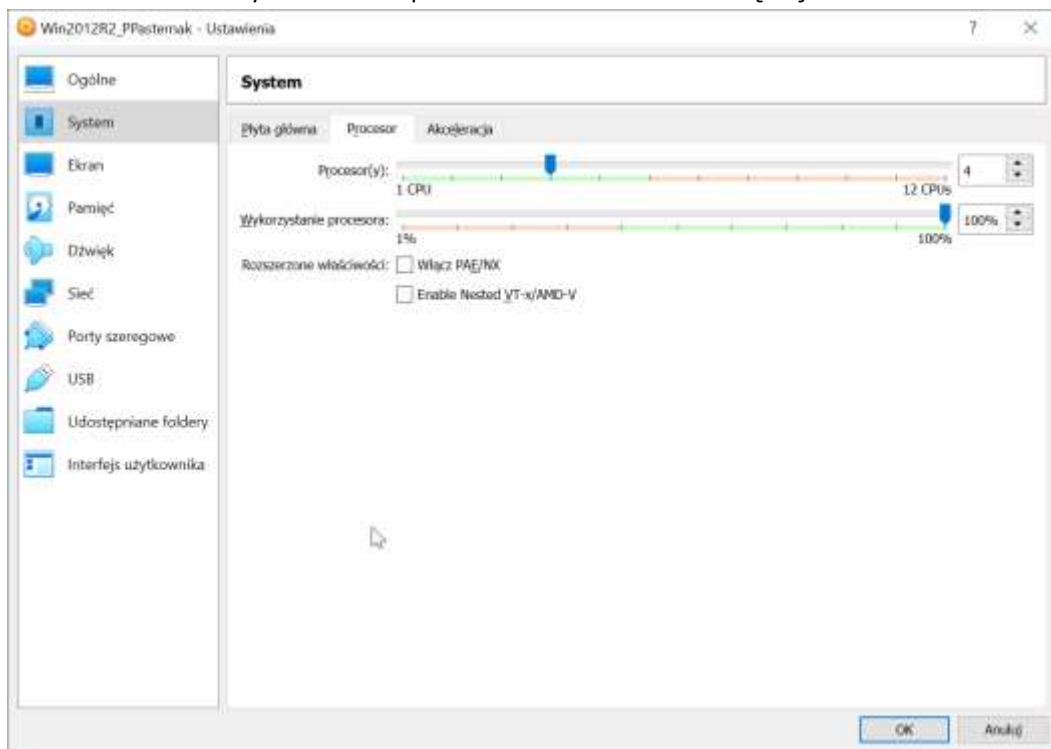 Win2012R2_PPasternak - Ustawienia
?
Ogólne
System
Ekran
Pamięć
Dźwięk
Sieć
Porty szeregowe
USB
Udostępniane foldery
Interfejs użytkownika
System
Płyta główna Procesor Akceleracja
Procesor(y): 4
1 CPU 12 CPUs
Wykorzystanie procesora: 100%
1% 100%
Rozszerzone właściwości: Włącz PAE/NX
Enable Nested VT-x/AMD-V
OK Anuluj